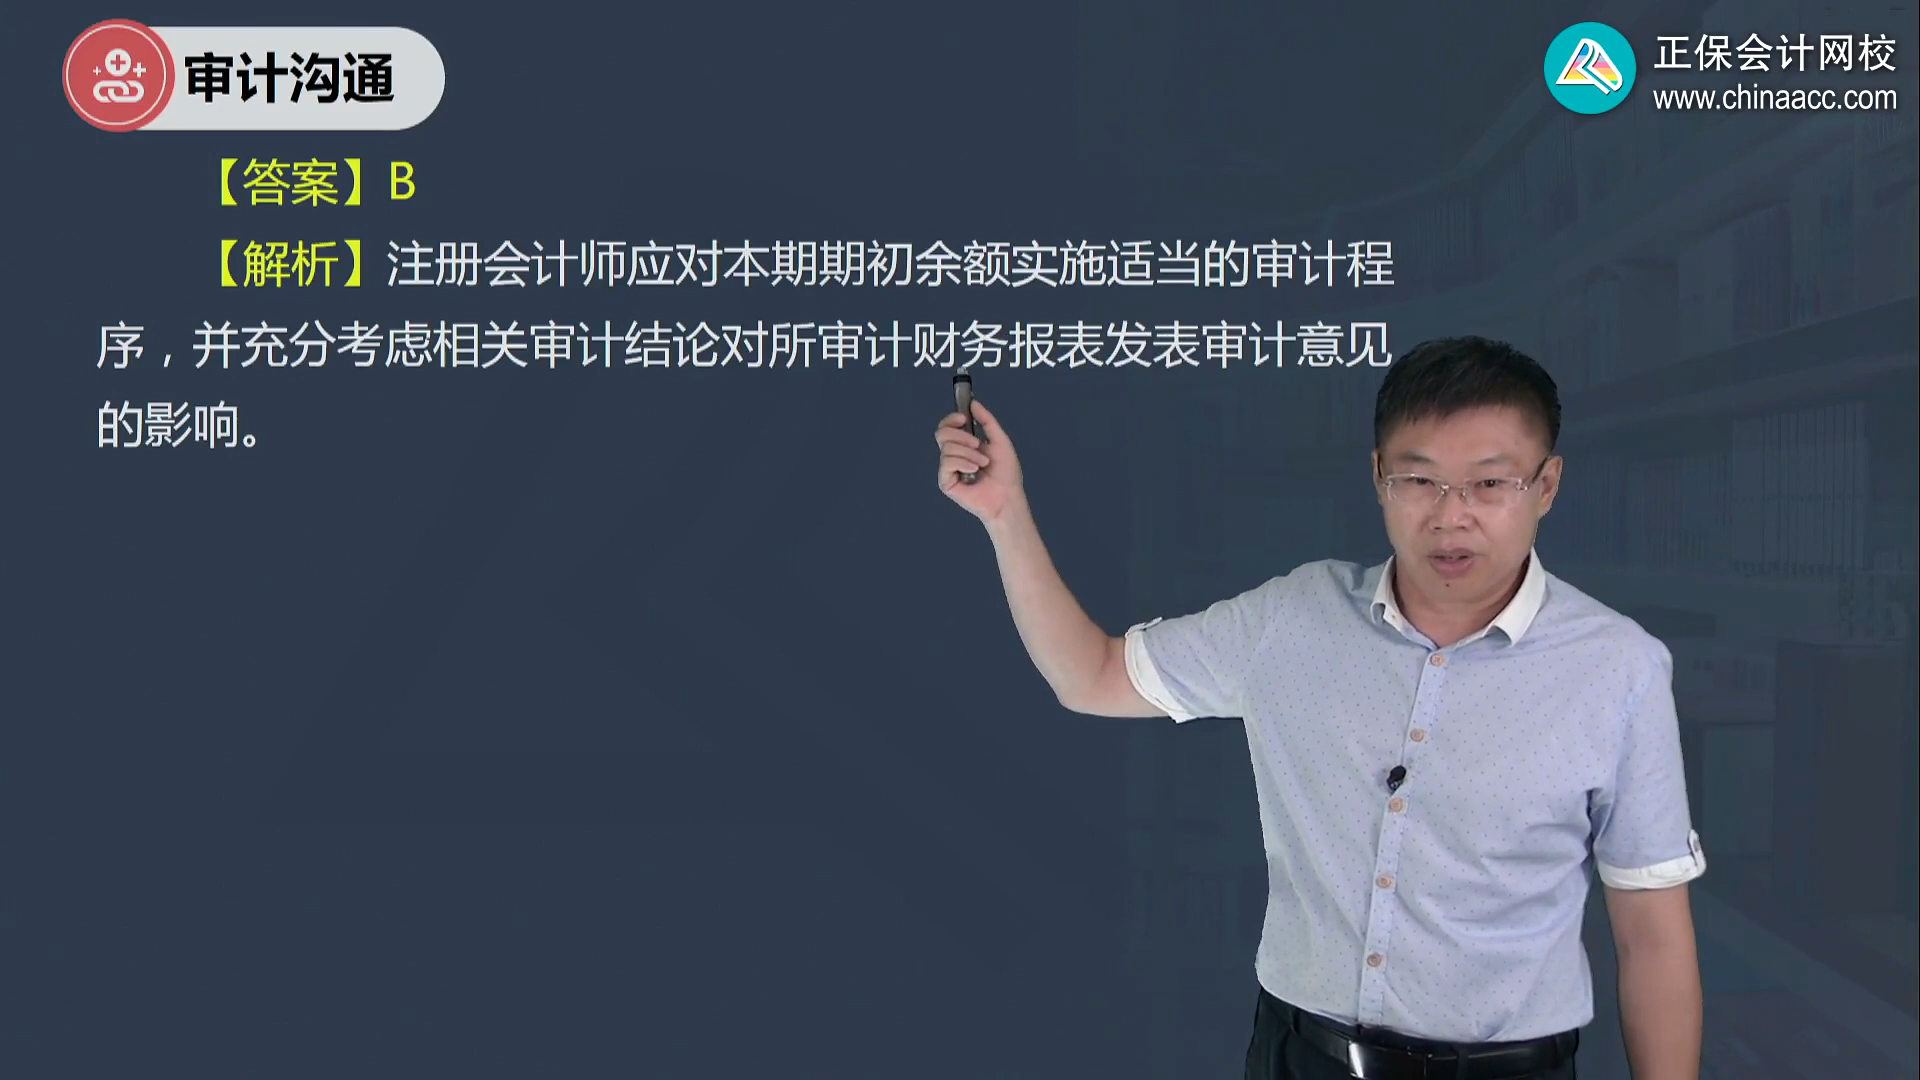 审计沟通
正保会计网校
www.chinaacc.com
【答案】B
【解析】注册会计师应对本期期初余额实施适当的审计程
序，并充分考虑相关审计结论对所审计财务报表发表审计意见
的影响。